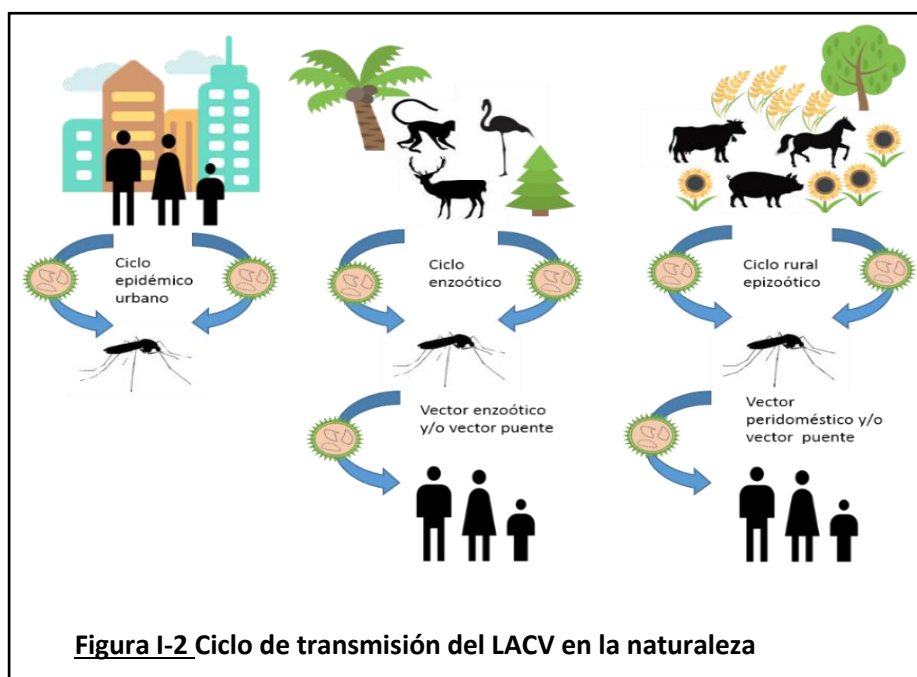 Ciclo
epidémico
urbano
Ciclo
enzoótico
Ciclo rural
epizoótico
Vector enzoótico
y/o vector puente
Vector
peridoméstico y/o
vector puente
Figura I-2 Ciclo de transmisión del LACV en la naturaleza